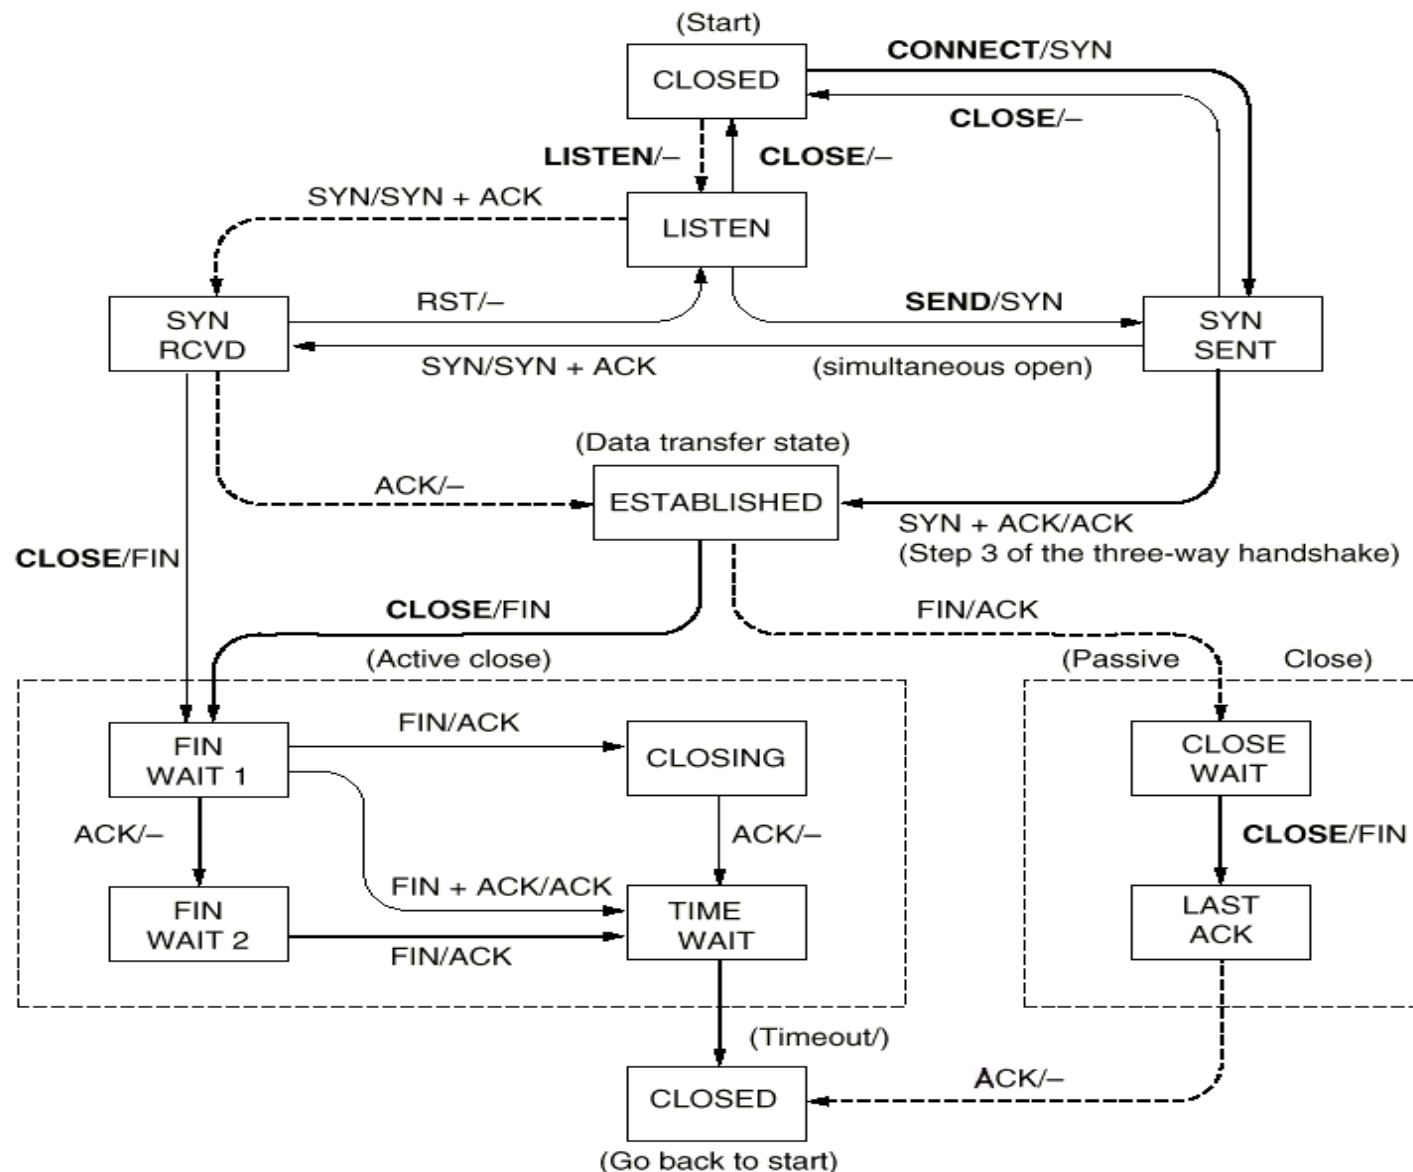 (Start)
CONNECT/SYN
CLOSED
CLOSE/–
LISTEN/–
CLOSE/–
SYN/SYN + ACK
LISTEN
RST/–
SEND/SYN
SYN
RCVD
SYN
SENT
SYN/SYN + ACK
(simultaneous open)
(Data transfer state)
ACK/–
ESTABLISHED
SYN + ACK/ACK
(Step 3 of the three-way handshake)
CLOSE/FIN
CLOSE/FIN
FIN/ACK
(Active close)
(Passive Close)
FIN/ACK
FIN
WAIT 1
CLOSING
CLOSE
WAIT
ACK/–
ACK/–
CLOSE/FIN
FIN + ACK/ACK
FIN
WAIT 2
TIME
WAIT
LAST
ACK
FIN/ACK
(Timeout/)
ACK/–
CLOSED
(Go back to start)